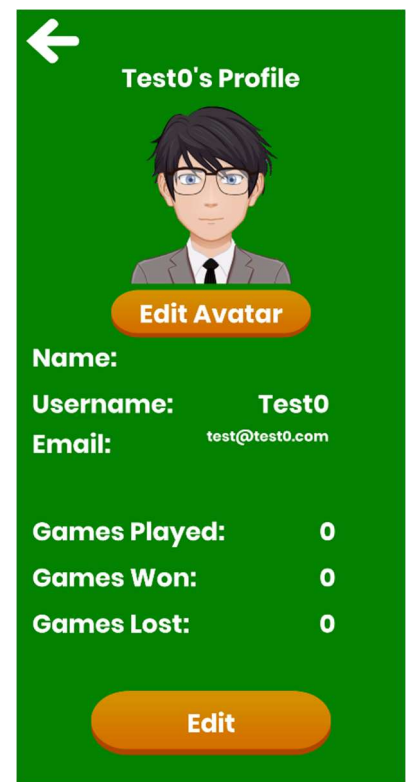 Test0's Profile
Edit Avatar
Name:
Username: Test0
Email: test@test0.com
Games Played: 0
Games Won: 0
Games Lost: 0
Edit